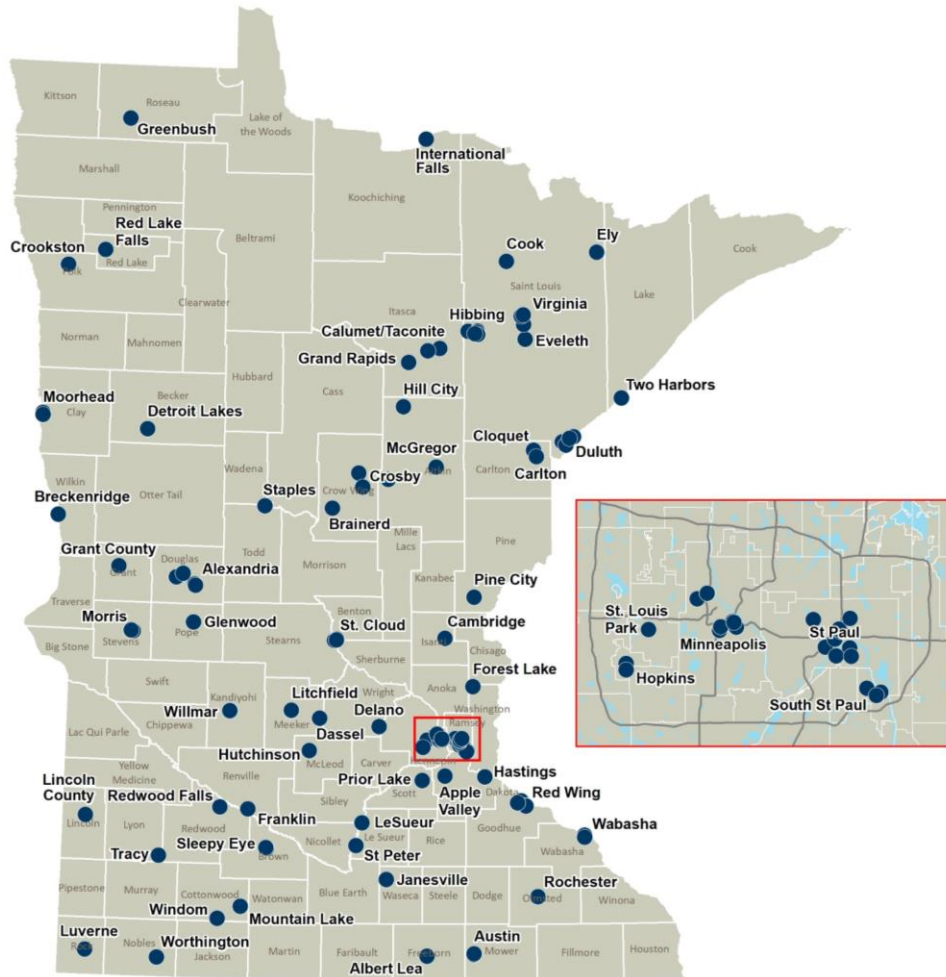 Kittson
Roseau
Greenbush
Lake of
the Woods
International
Falls
Marshall
Koochiching
Pennington
Red Lake
Falls
Beltrami
Crookston
Red Lake
Polk
Cook
Ely
Cook
Clearwater
Saint Louis
Lake
Itasca
Virginia
Hibbing
Norman
Mahnomen
Calumet/Taconite
Eveleth
Grand Rapids
Hubbard
Cass
Moorhead
Clay
Becker
Detroit Lakes
Hill City
Two Harbors
McGregor
Cloquet
Duluth
Wadena
Crosby
Aitkin
Carlton
Carlton
Wilkin
Breckenridge
Otter Tail
Staples
Crow Wing
Brainerd
Mille
Lacs
Pine
Grant County
Grant
Douglas
Alexandria
Todd
Morrison
Kanabec
Pine City
Traverse
Morris
Stevens
Pope
Glenwood
Benton
St. Cloud
Cambridge
Isanti
Big Stone
Stearns
Sherburne
Chisago
Forest Lake
Swift
Kandiyohi
Anoka
Wright
Washington
Litchfield
Delano
Willmar
Meeker
Ramsey
Lac Qui Parle
Chippewa
Dassel
Hennepin
Hutchinson
McLeod
Carver
Yellow
Medicine
Renville
Prior Lake
Scott
Hastings
Lincoln
County
Redwood Falls
Sibley
Apple
Valley
Dakota
Red Wing
Lincoln
Lyon
Redwood
Franklin
LeSueur
Goodhue
Wabasha
Nicollet
Le Sueur
Rice
Tracy
Sleepy Eye
Brown
St Peter
Wabasha
Pipestone
Murray
Cottonwood
Watonwan
Blue Earth
Janesville
Waseca
Steele
Dodge
Rochester
Olmsted
Winona
Windom
Mountain Lake
Luverne
Rock
Nobles
Worthington
Jackson
Martin
Faribault
Freeborn
Albert Lea
Austin
Mower
Fillmore
Houston
St. Louis
Park
Minneapolis
St Paul
Hopkins
South St Paul